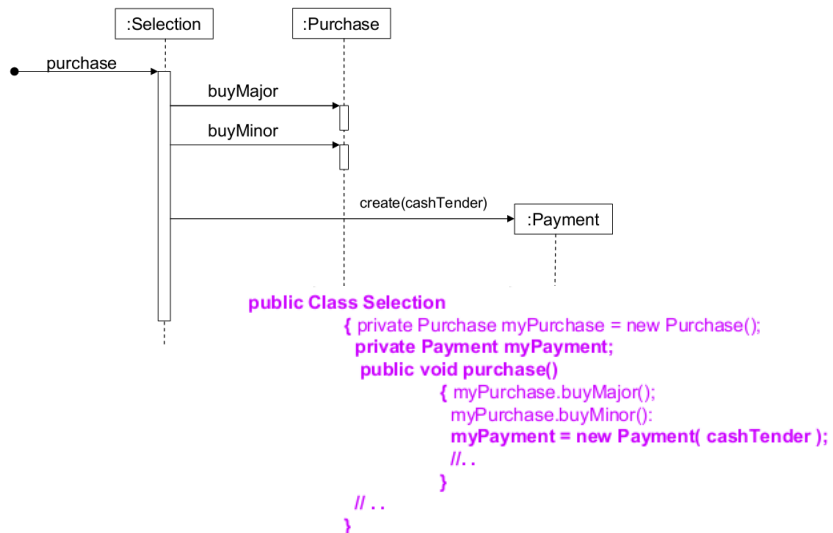 :Selection
:Purchase
purchase
buyMajor
buyMinor
create(cashTender)
:Payment
public Class Selection
{ private Purchase myPurchase = new Purchase();
private Payment myPayment;
public void purchase()
{ myPurchase.buyMajor();
myPurchase.buyMinor():
myPayment = new Payment( cashTender );
//. .
}
// . .
}